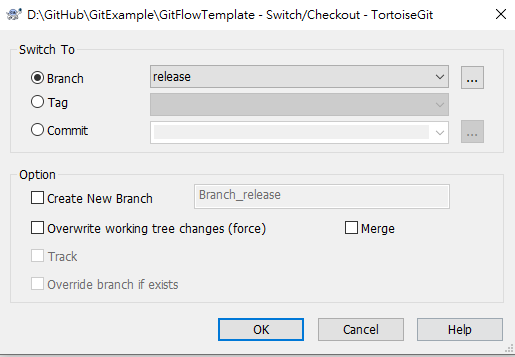 D:\GitHub\GitExample\GitFlowTemplate - Switch/Checkout - TortoiseGit
Switch To
Branch release ...
Tag
Commit ...
Option
Create New Branch Branch_release
Overwrite working tree changes (force) Merge
Track
Override branch if exists
OK Cancel Help